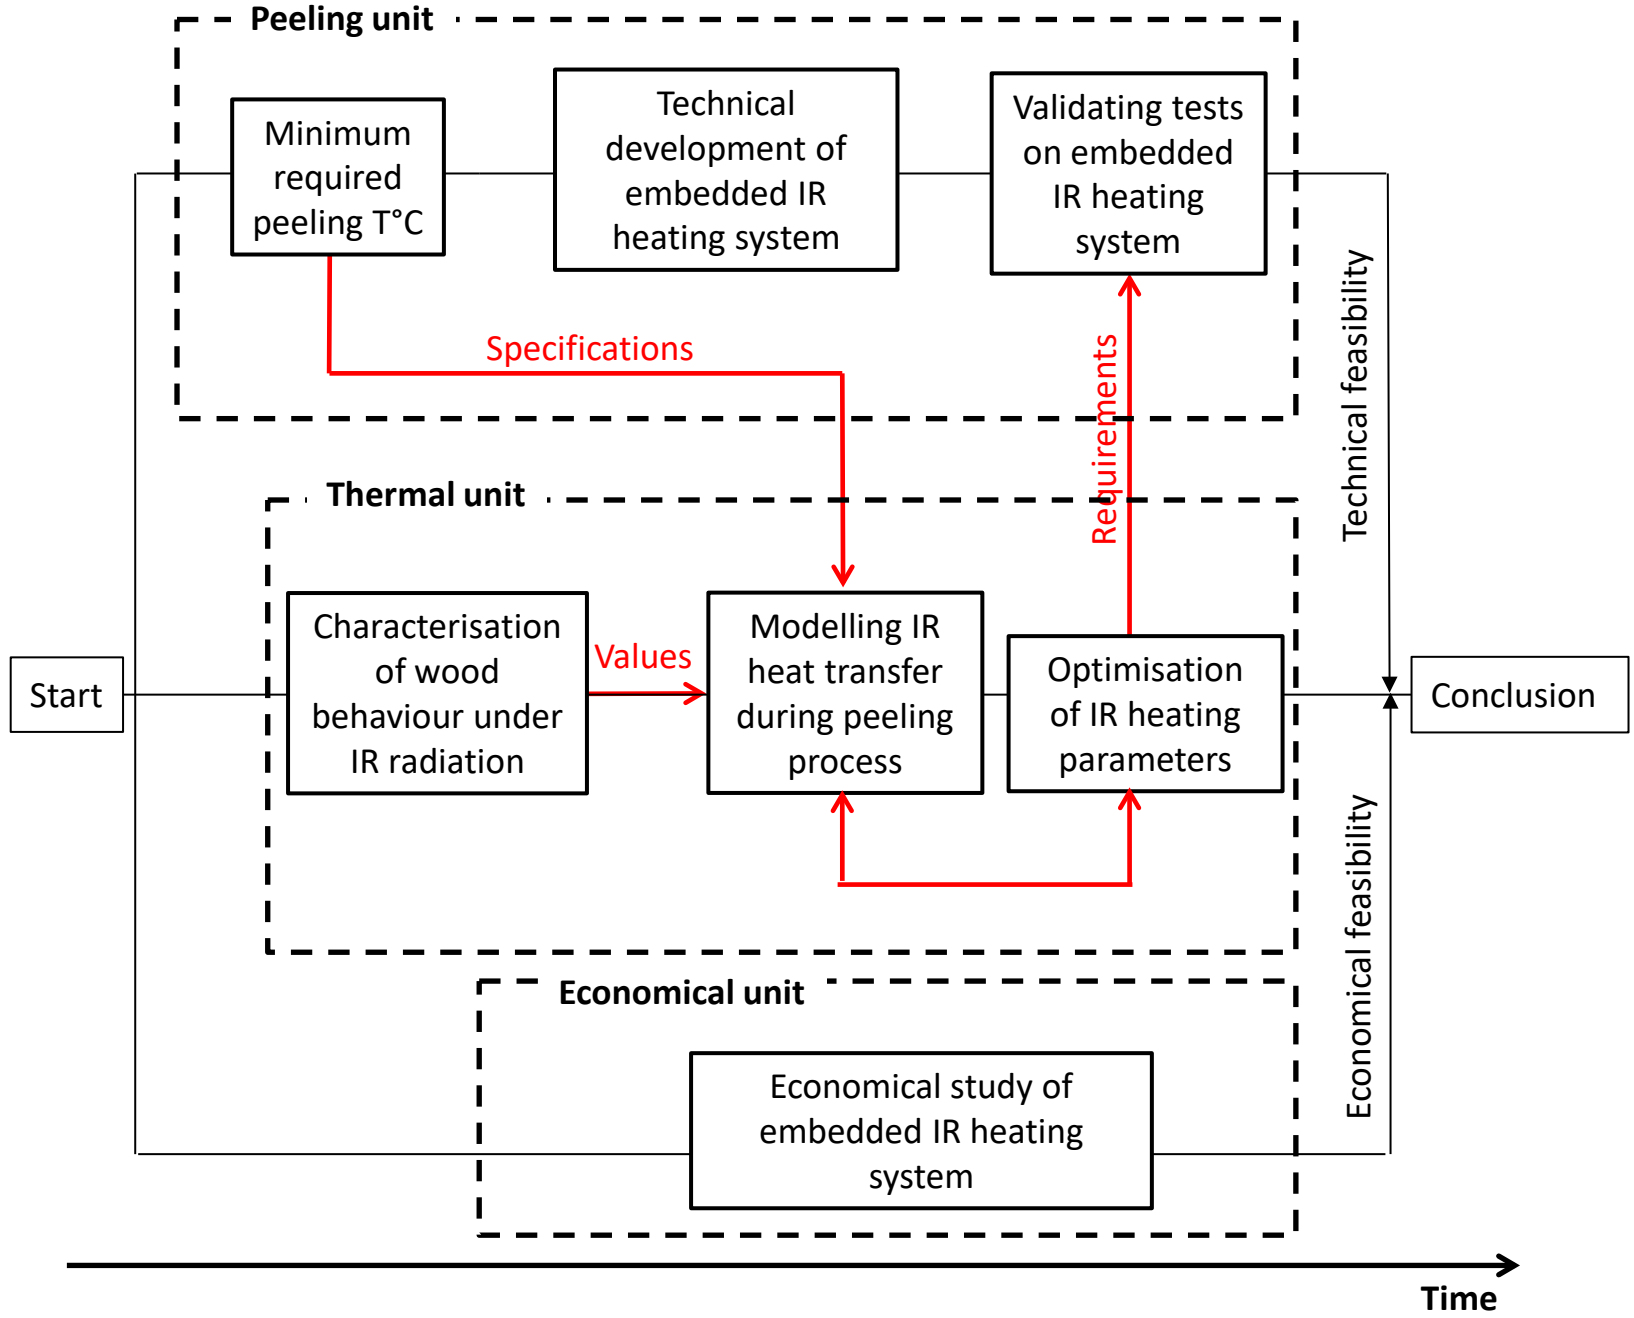 Peeling unit
Minimum
required
peeling T°C
Technical
development of
embedded IR
heating system
Validating tests
on embedded
IR heating
system
Specifications
Requirements
Technical feasibility
Thermal unit
Start
Characterisation
of wood
behaviour under
IR radiation
Values
Modelling IR
heat transfer
during peeling
process
Optimisation
of IR heating
parameters
Conclusion
Economical feasibility
Economical unit
Economical study of
embedded IR heating
system
Time